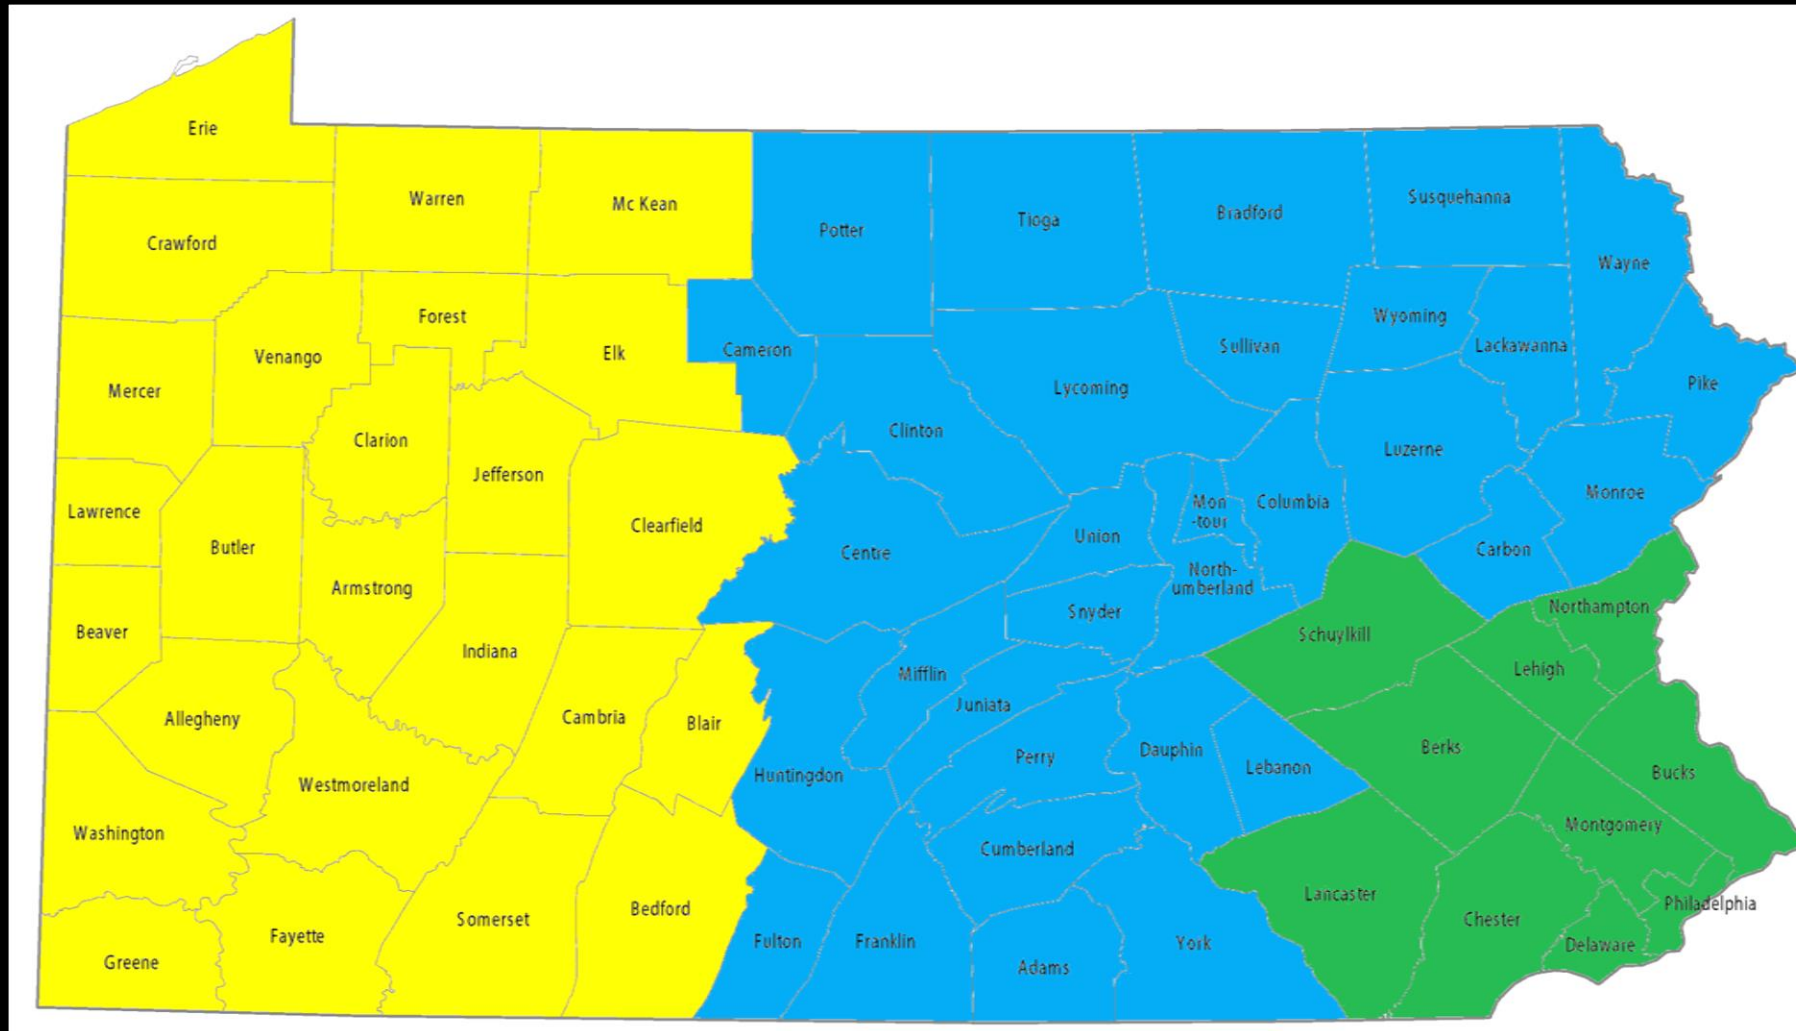 Erie
Warren
Mc Kean
Susquehanna
Bradford
Tioga
Potter
Crawford
Wayne
Forest
Wyoming
Lackawanna
Sullivan
Cameron
Elk
Venango
Pike
Lycoming
Mercer
Clinton
Clarion
Luzerne
Jefferson
Monroe
Columbia
Mon
-tour
Lawrence
Clearfield
Union
Butler
Centre
Carbon
North-
umberland
Armstrong
Northampton
Snyder
Beaver
Schuylkill
Indiana
Lehigh
Mifflin
Juniata
Allegheny
Cambria
Blair
Berks
Dauphin
Perry
Lebanon
Bucks
Huntingdon
Westmoreland
Montgomery
Washington
Cumberland
Lancaster
Philadelphia
Bedford
Somerset
Chester
Fayette
Fulton
Franklin
York
Delaware
Greene
Adams